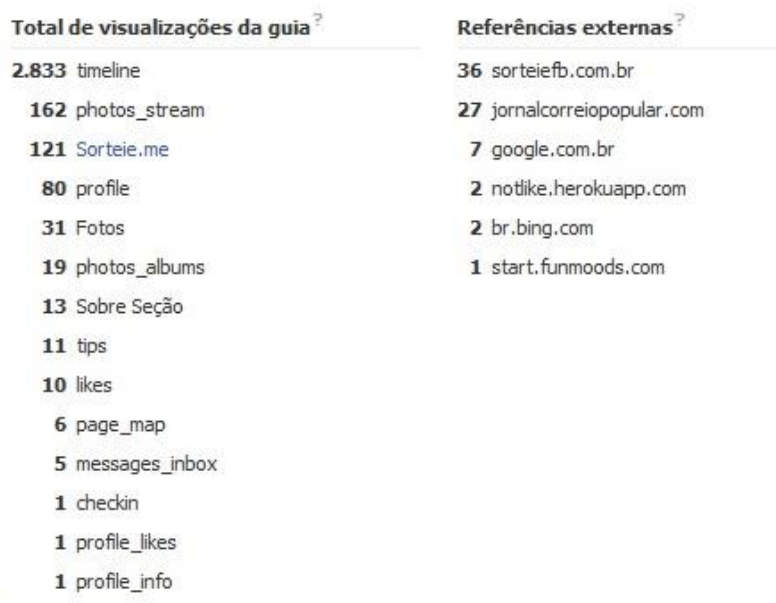 Total de visualizações da guia?
2.833 timeline
162 photos_stream
121 Sorteie.me
80 profile
31 Fotos
19 photos_albums
13 Sobre Seção
11 tips
10 likes
6 page_map
5 messages_inbox
1 checkin
1 profile_likes
1 profile_info
Referências externas?
36 sorteiefb.com.br
27 jornalcorreiopopular.com
7 google.com.br
2 notlike.herokuapp.com
2 br.bing.com
1 start.funmoods.com